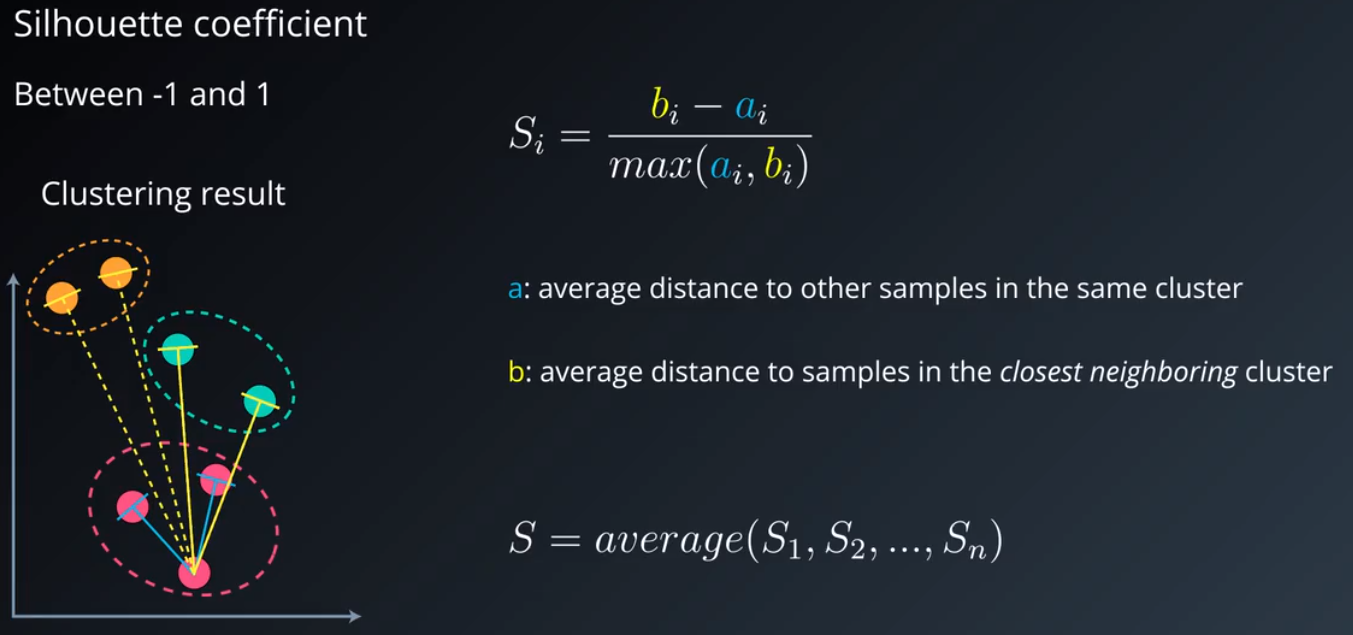 Silhouette coefficient
Between -1 and 1
S_i = \frac{b_i - a_i}{max(a_i, b_i)}
Clustering result
a: average distance to other samples in the same cluster
b: average distance to samples in the closest neighboring cluster
S = average(S_1, S_2, ..., S_n)